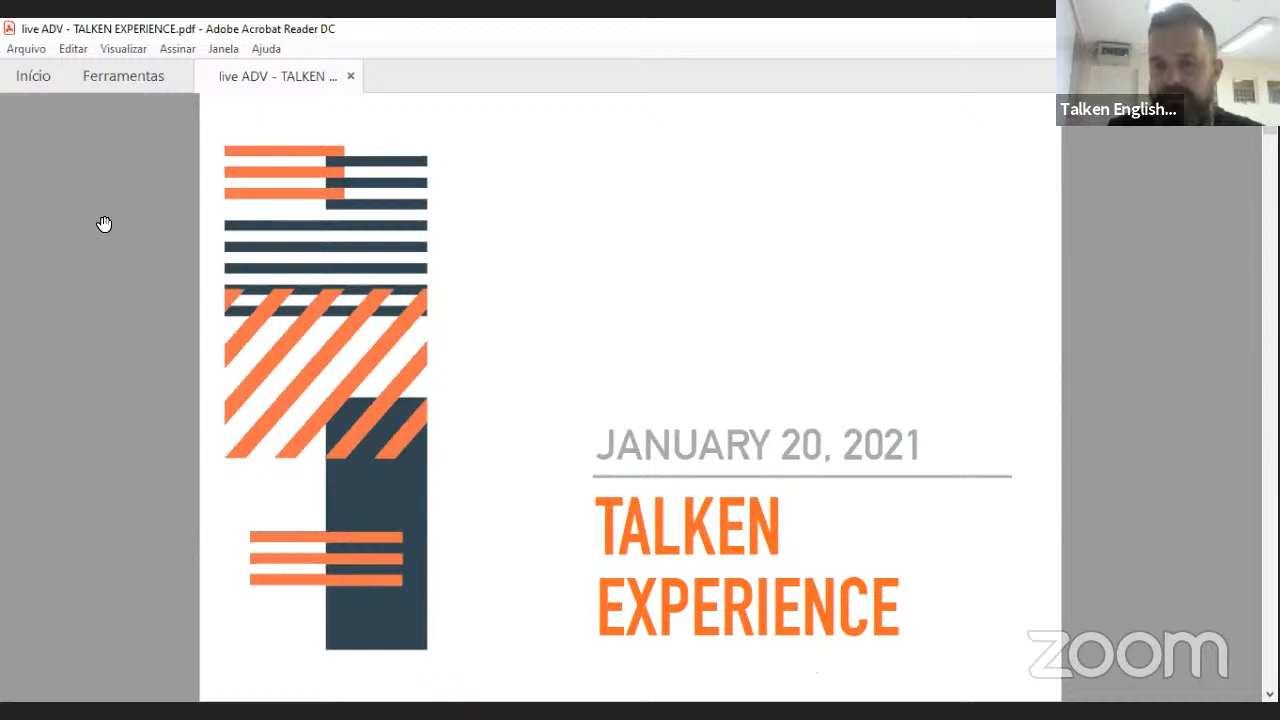 live ADV - TALKEN EXPERIENCE.pdf - Adobe Acrobat Reader DC
Arquivo Editar Visualizar Assinar Janela Ajuda
Início Ferramentas live ADV - TALKEN ... ×
Talken English...
JANUARY 20, 2021
TALKEN
EXPERIENCE
zoom